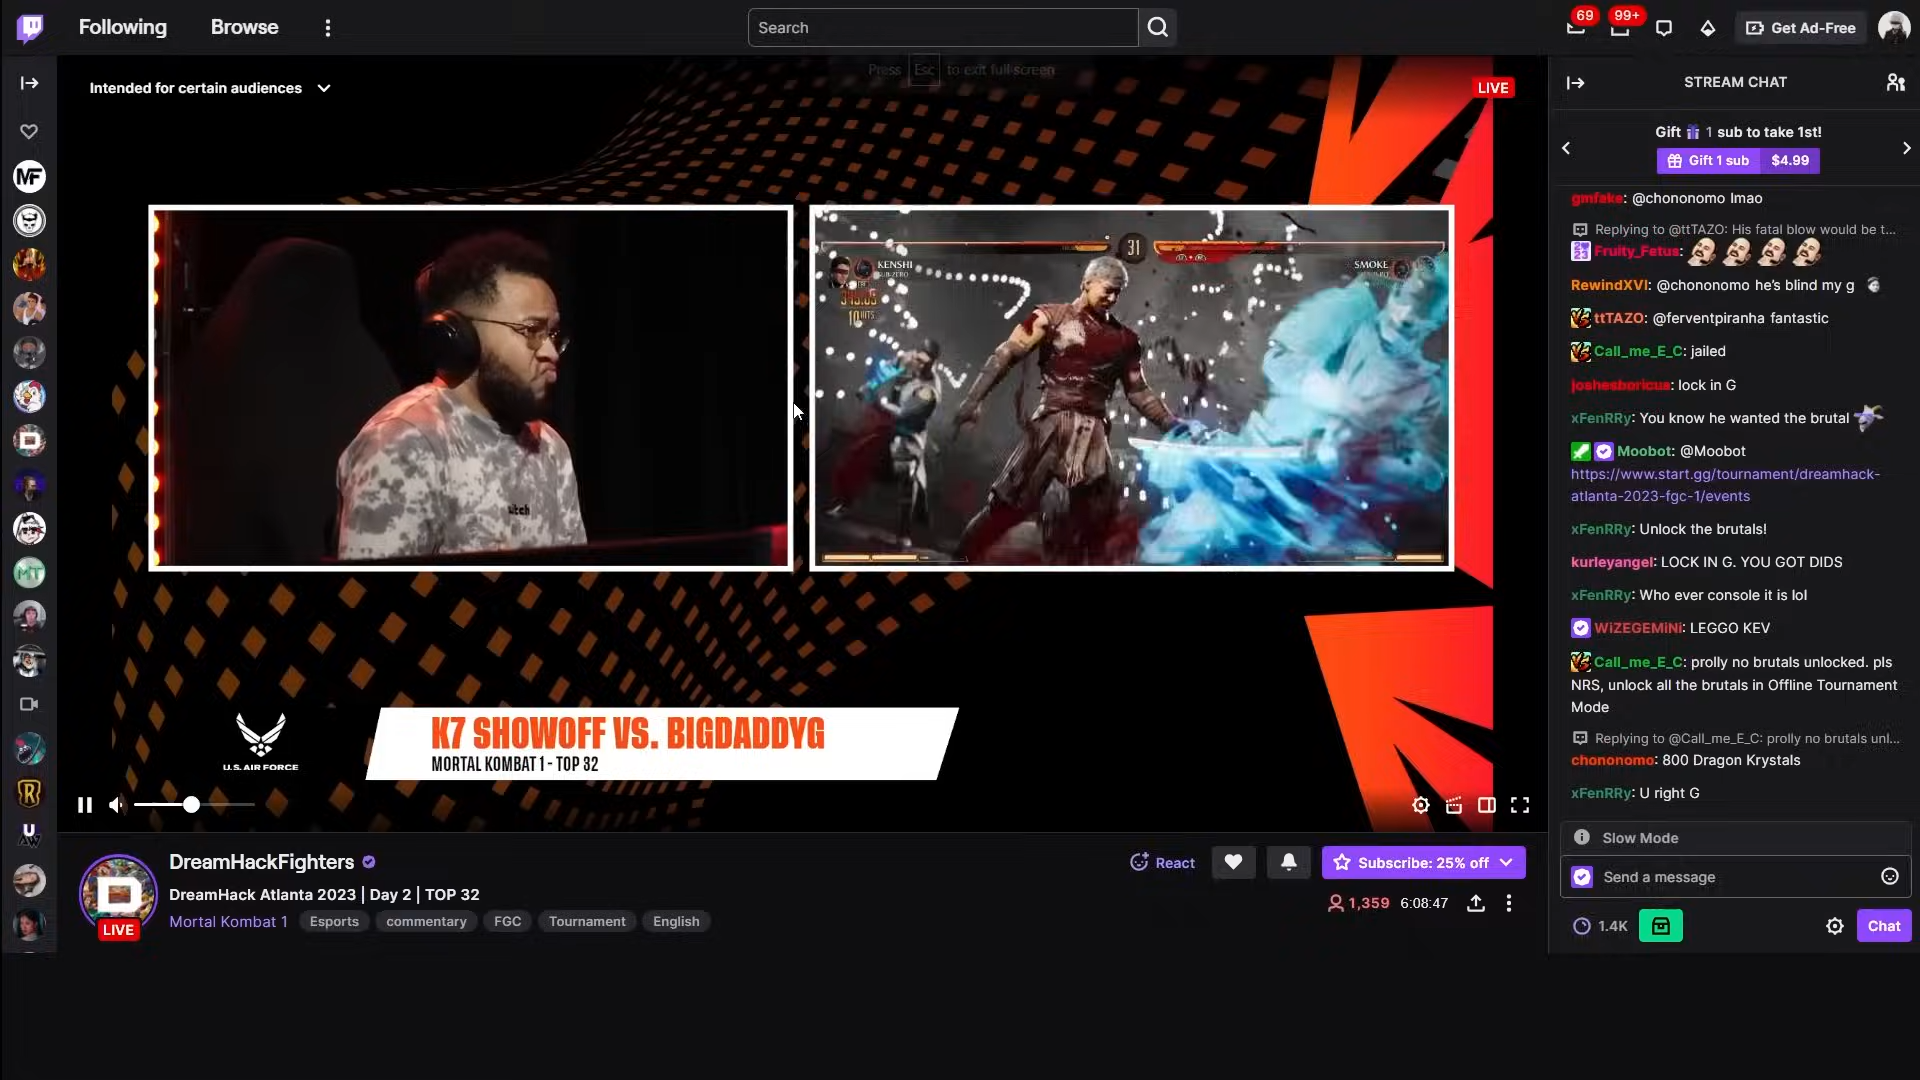 Following
Browse
Search
69
99+
Get Ad-Free
Press Esc to exit full screen
Intended for certain audiences
LIVE
31
KENSHI
SUB-ZERO
SMOKE
10 HITS
witch
U.S. AIR FORCE
K7 SHOWOFF VS. BIGDADDYG
MORTAL KOMBAT 1 - TOP 32
DreamHackFighters
DreamHack Atlanta 2023 | Day 2 | TOP 32
Mortal Kombat 1
Esports
commentary
FGC
Tournament
English
LIVE
React
Subscribe: 25% off
1,359
6:08:47
MF
MT
STREAM CHAT
Gift 1 sub to take 1st!
Gift 1 sub
$4.99
gmfake: @chononomo lmao
Replying to @ttTAZO: His fatal blow would be t...
Fruity_Fetus:
RewindXVI: @chononomo he's blind my g
ttTAZO: @ferventpiranha fantastic
Call_me_E_C: jailed
joshesboricua: lock in G
xFenRRy: You know he wanted the brutal
Moobot: @Moobot
https://www.start.gg/tournament/dreamhack-
atlanta-2023-fgc-1/events
xFenRRy: Unlock the brutals!
kurleyangel: LOCK IN G. YOU GOT DIDS
xFenRRy: Who ever console it is lol
WiZEGEMiNi: LEGGO KEV
Call_me_E_C: prolly no brutals unlocked. pls
NRS, unlock all the brutals in Offline Tournament
Mode
Replying to @Call_me_E_C: prolly no brutals unl...
chononomo: 800 Dragon Krystals
xFenRRy: U right G
Slow Mode
Send a message
1.4K
Chat